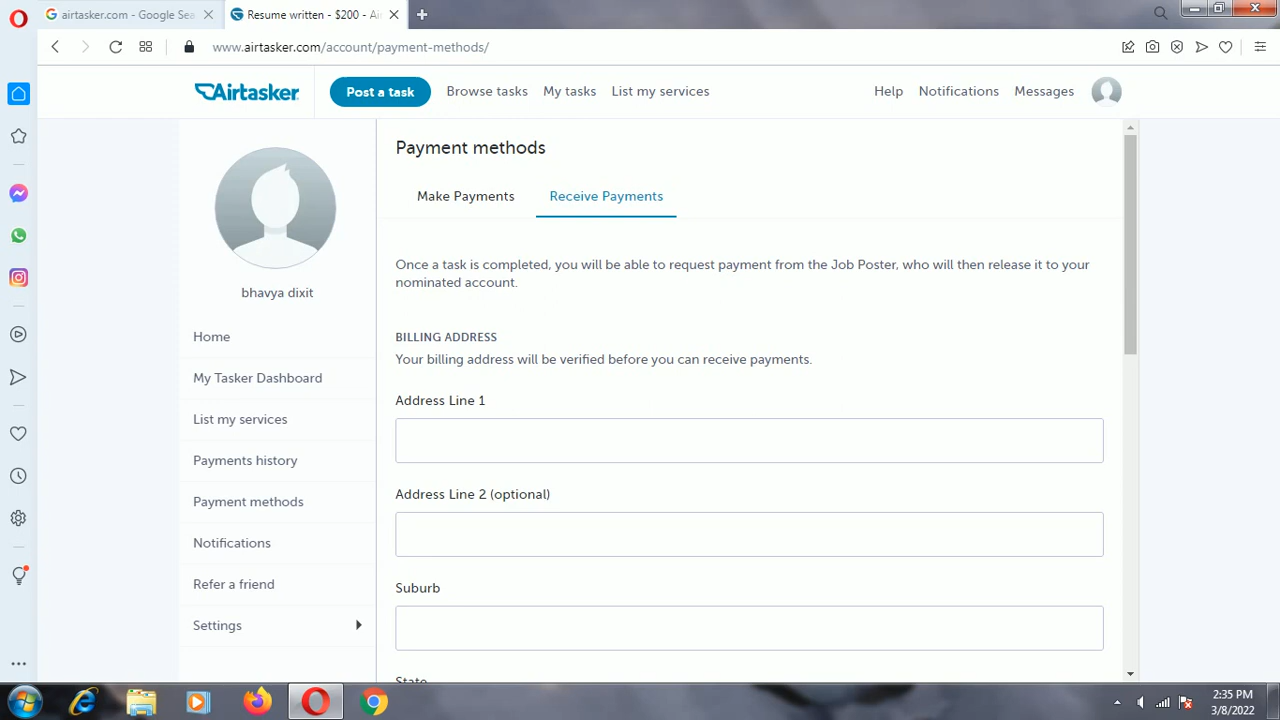 airtasker.com - Google Sea
Resume written - $200 - Ai
www.airtasker.com/account/payment-methods/
Airtasker
Post a task
Browse tasks
My tasks
List my services
Help
Notifications
Messages
bhavya dixit
Home
My Tasker Dashboard
List my services
Payments history
Payment methods
Notifications
Refer a friend
Settings
Payment methods
Make Payments
Receive Payments
Once a task is completed, you will be able to request payment from the Job Poster, who will then release it to your
nominated account.
BILLING ADDRESS
Your billing address will be verified before you can receive payments.
Address Line 1
Address Line 2 (optional)
Suburb
State
2:35 PM
3/8/2022